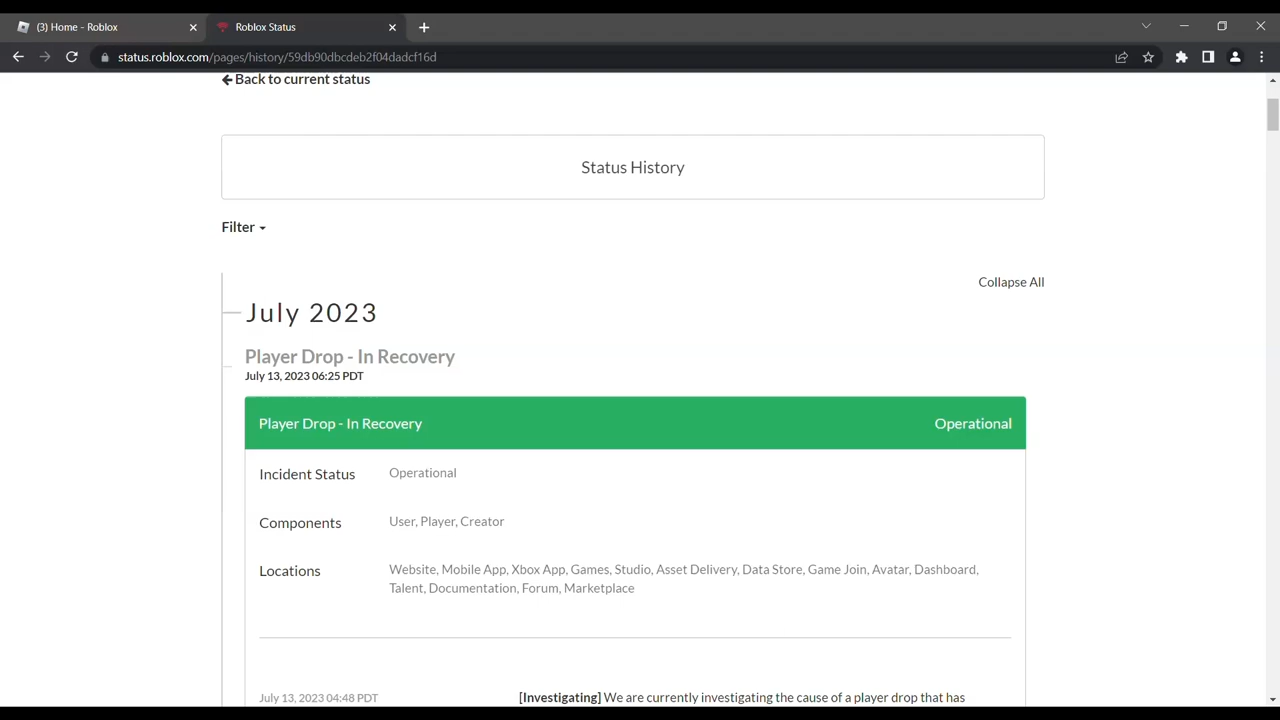 (3) Home - Roblox
Roblox Status
status.roblox.com/pages/history/59db90dbcdeb2f04dadcf16d
Back to current status
Status History
Filter
Collapse All
July 2023
Player Drop - In Recovery
July 13, 2023 06:25 PDT
Player Drop - In Recovery Operational
Incident Status Operational
Components User, Player, Creator
Locations Website, Mobile App, Xbox App, Games, Studio, Asset Delivery, Data Store, Game Join, Avatar, Dashboard,
Talent, Documentation, Forum, Marketplace
July 13, 2023 04:48 PDT [Investigating] We are currently investigating the cause of a player drop that has